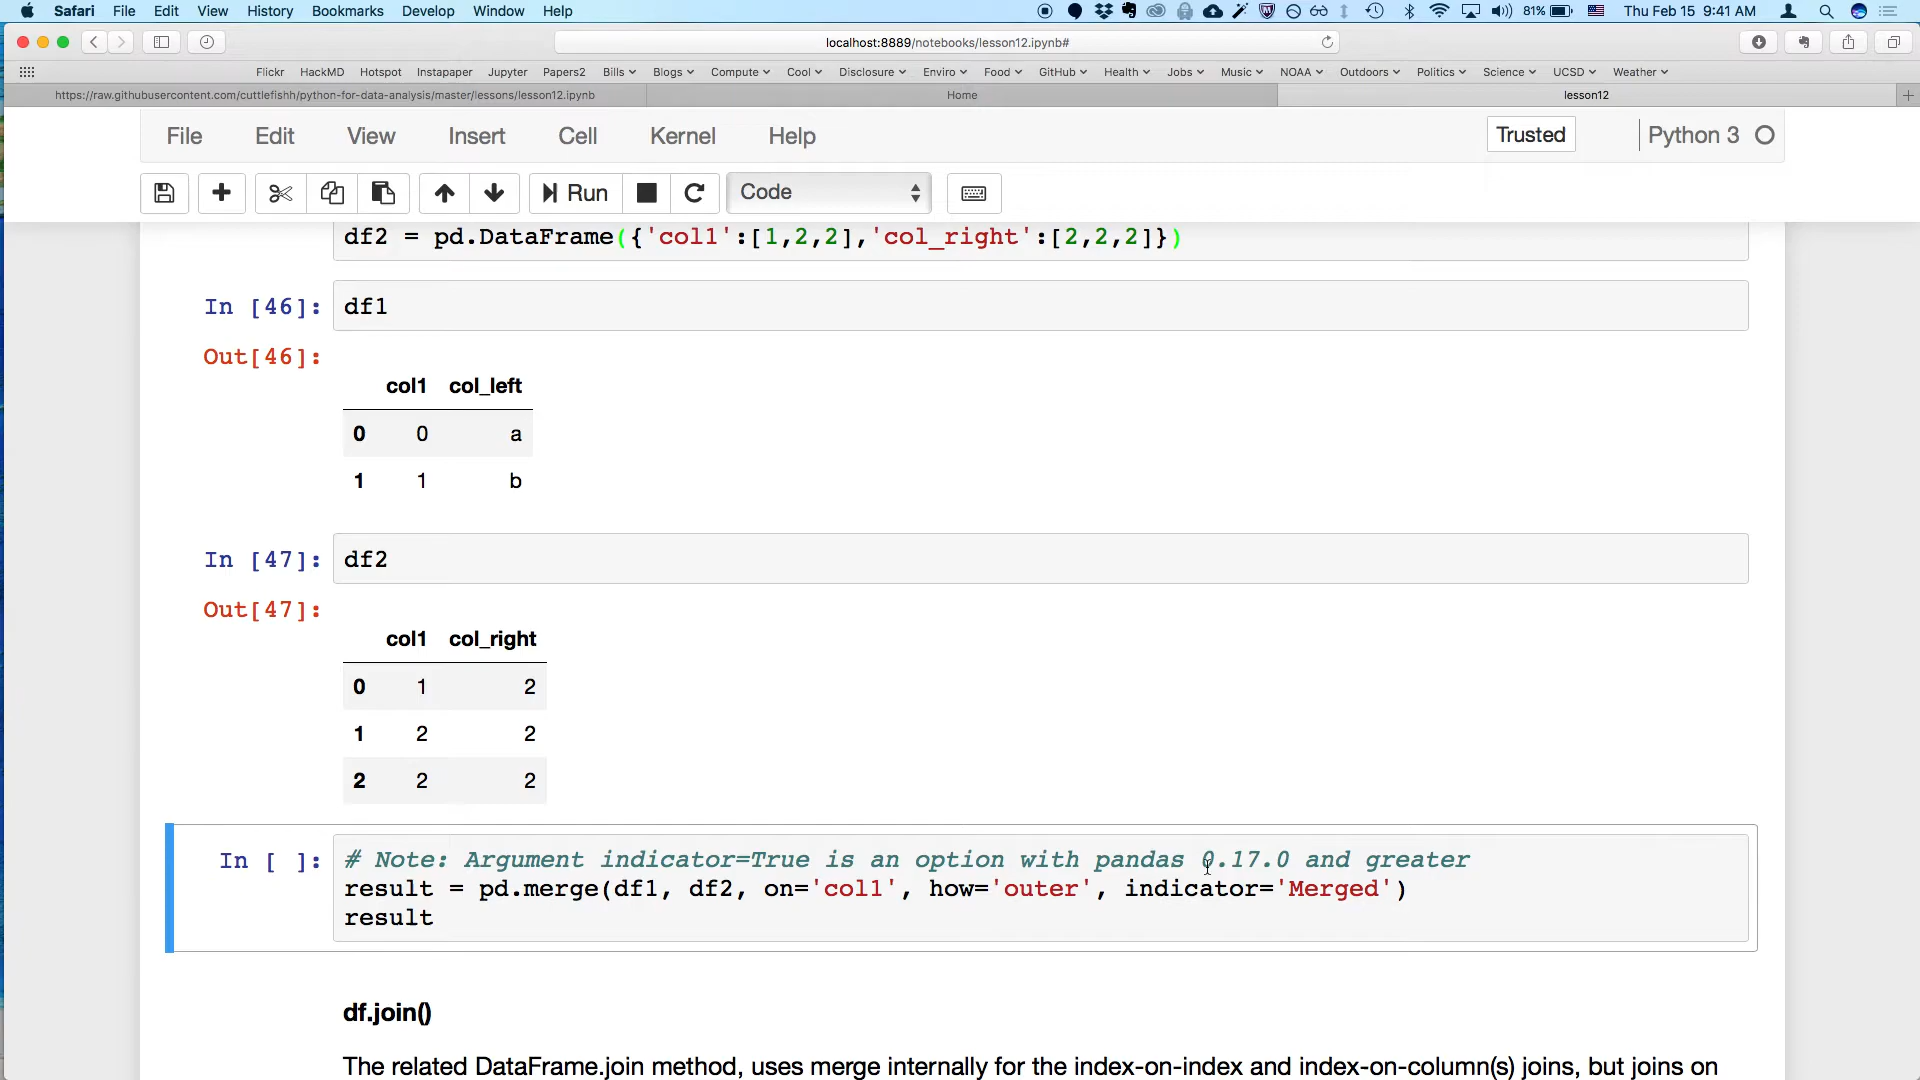 Safari File Edit View History Bookmarks Develop Window Help 81% Thu Feb 15 9:41 AM
localhost:8889/notebooks/lesson12.ipynb#
Flickr HackMD Hotspot Instapaper Jupyter Papers2 Bills Blogs Compute Cool Disclosure Enviro Food GitHub Health Jobs Music NOAA Outdoors Politics Science UCSD Weather
https://raw.githubusercontent.com/cuttlefishh/python-for-data-analysis/master/lessons/lesson12.ipynb Home lesson12
File Edit View Insert Cell Kernel Help Trusted Python 3
Run Code
df2 = pd.DataFrame({'col1':[1,2,2],'col_right':[2,2,2]})
In [46]: df1
Out[46]:
col1 col_left
0 0 a
1 1 b
In [47]: df2
Out[47]:
col1 col_right
0 1 2
1 2 2
2 2 2
In [ ]: # Note: Argument indicator=True is an option with pandas 0.17.0 and greater
result = pd.merge(df1, df2, on='col1', how='outer', indicator='Merged')
result
df.join()
The related DataFrame.join method, uses merge internally for the index-on-index and index-on-column(s) joins, but joins on